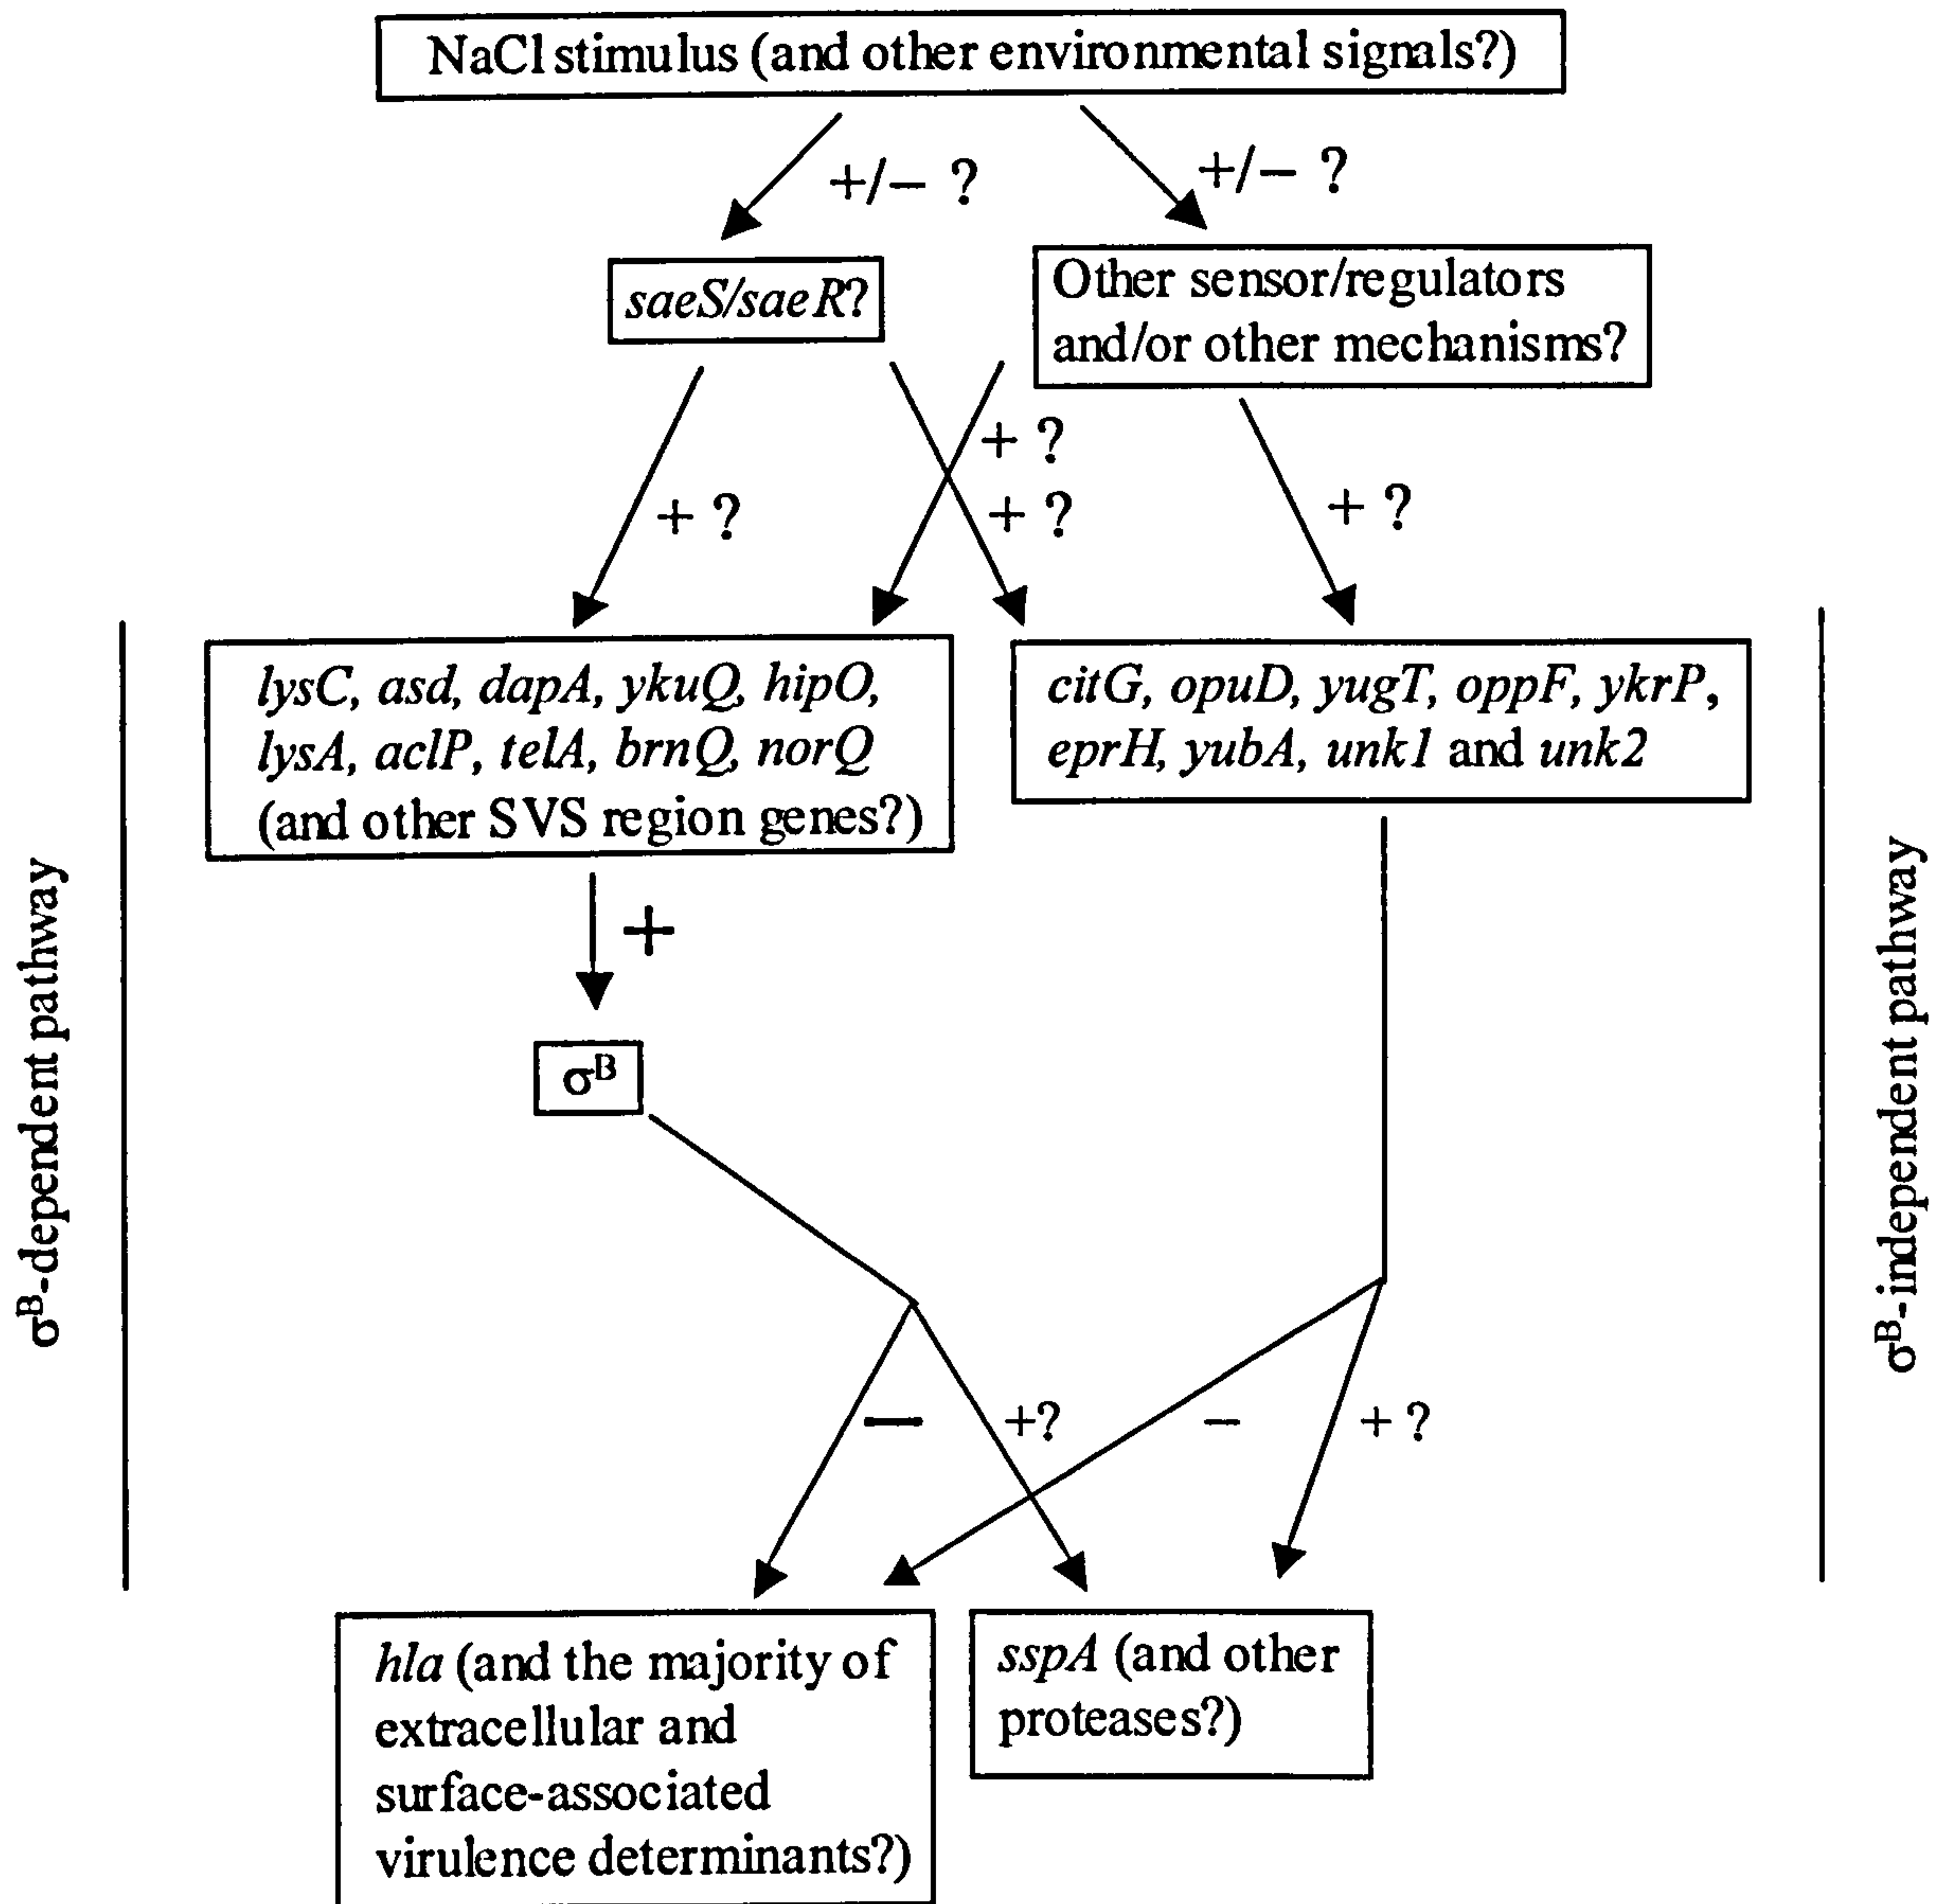 NaCl stimulus (and other environmental signals?)
+/− ?
+/− ?
saeS/saeR?
Other sensor/regulators
and/or other mechanisms?
+ ?
+ ?
+ ?
+ ?
lysC, asd, dapA, ykuQ, hipO,
lysA, aclP, telA, brnQ, norQ
(and other SVS region genes?)
citG, opuD, yugT, oppF, ykrP,
eprH, yubA, unk1 and unk2
σB-dependent pathway
σB-independent pathway
+
σB
−
+?
−
+ ?
hla (and the majority of
extracellular and
surface-associated
virulence determinants?)
sspA (and other
proteases?)